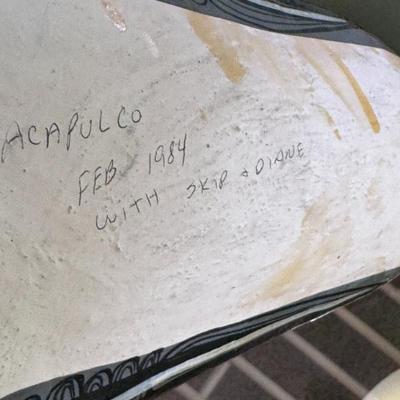 ACAPULCO
FEB 1984
WITH SKIP & DIANE